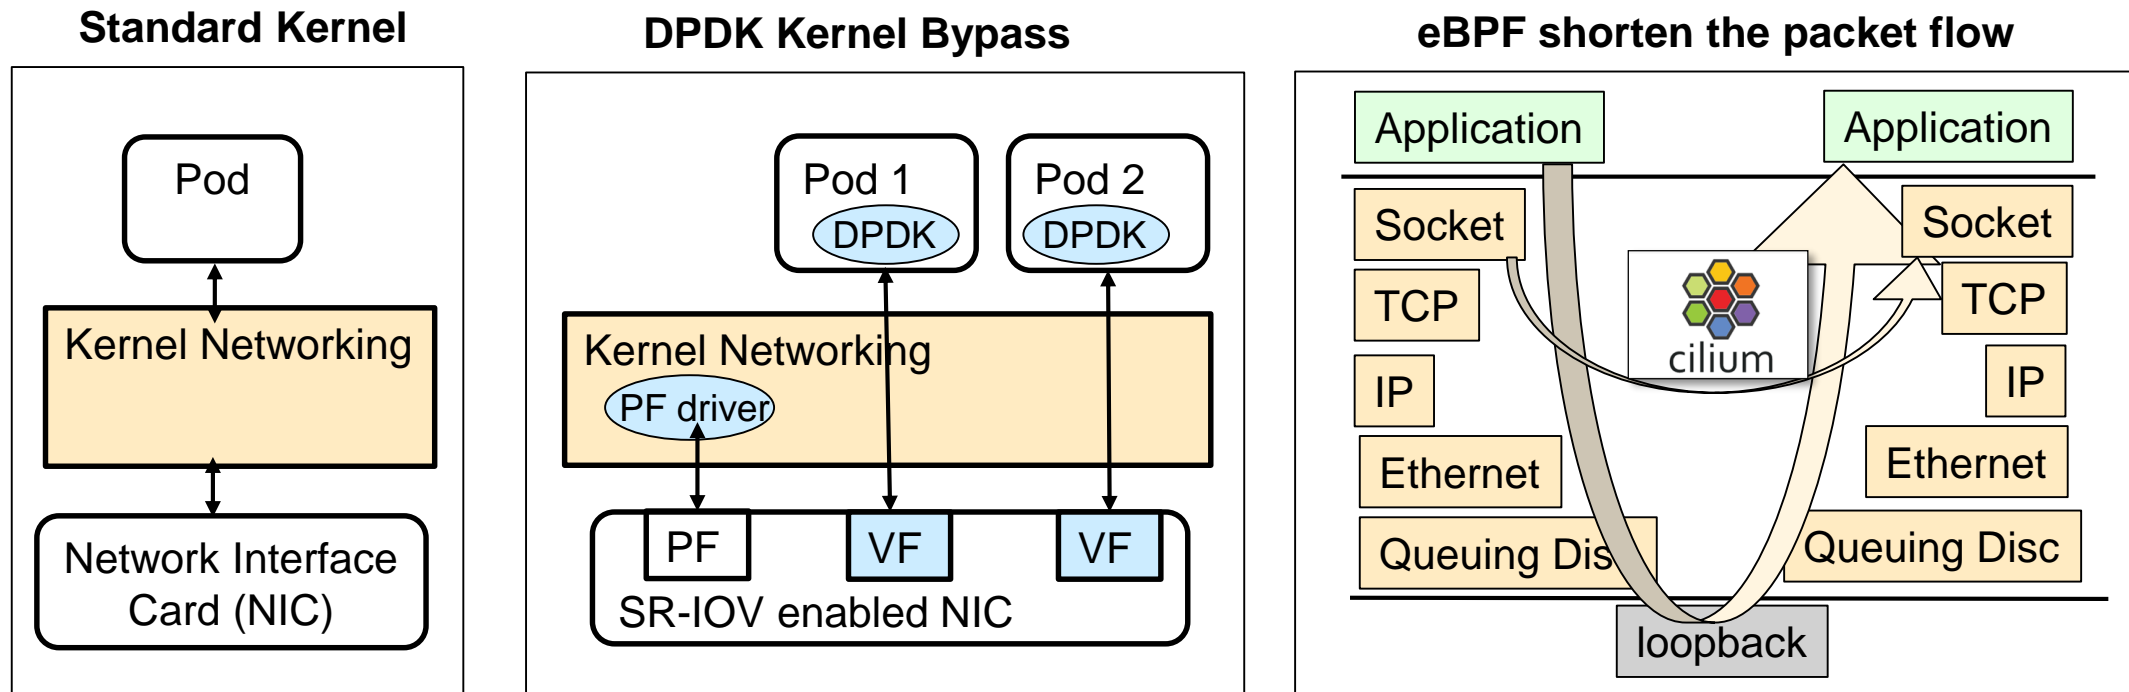 Standard Kernel
Pod
Kernel Networking
Network Interface
Card (NIC)
DPDK Kernel Bypass
Pod 1
DPDK
Pod 2
DPDK
Kernel Networking
PF driver
PF
VF
VF
SR-IOV enabled NIC
eBPF shorten the packet flow
Application
Application
Socket
Socket
TCP
TCP
cilium
IP
IP
Ethernet
Ethernet
Queuing Dis
Queuing Disc
loopback